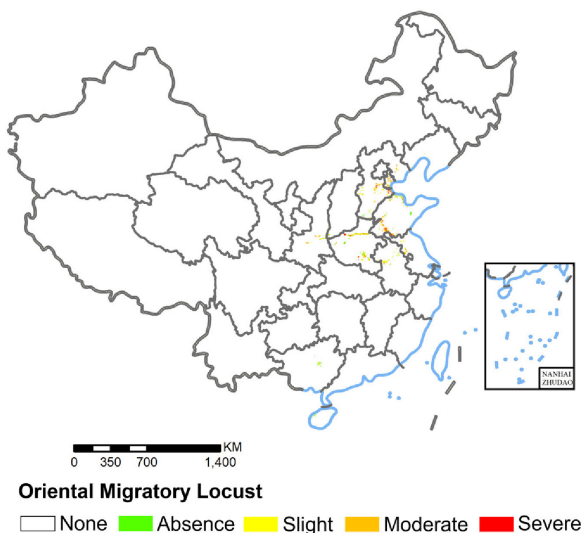 NANHAI
ZHUDAO
KM
0 350 700 1,400
Oriental Migratory Locust
None Absence Slight Moderate Severe